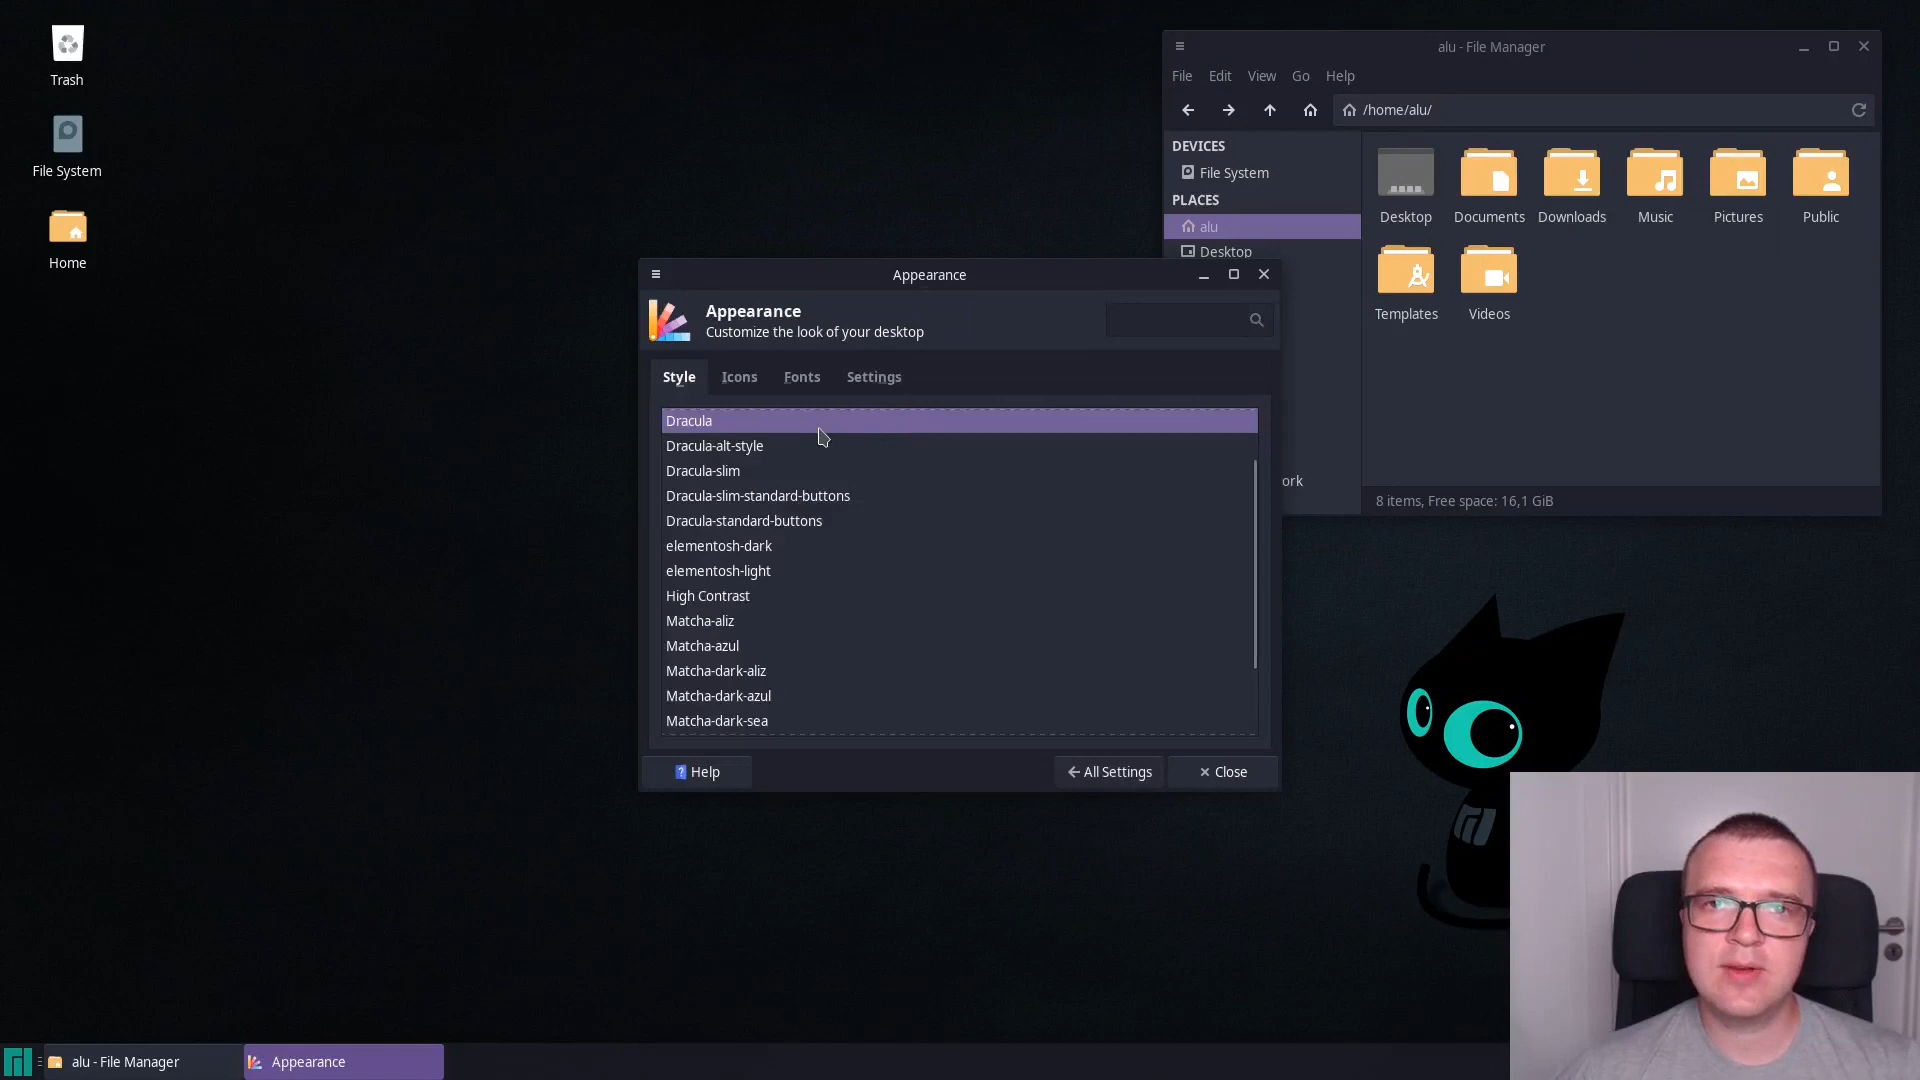 Trash
File System
Home
alu - File Manager
File Edit View Go Help
/home/alu/
DEVICES
File System
PLACES
alu
Desktop
ork
Desktop Documents Downloads Music Pictures Public
Templates Videos
8 items, Free space: 16,1 GiB
Appearance
Appearance
Customize the look of your desktop
Style Icons Fonts Settings
Dracula
Dracula-alt-style
Dracula-slim
Dracula-slim-standard-buttons
Dracula-standard-buttons
elementosh-dark
elementosh-light
High Contrast
Matcha-aliz
Matcha-azul
Matcha-dark-aliz
Matcha-dark-azul
Matcha-dark-sea
? Help All Settings Close
alu - File Manager Appearance